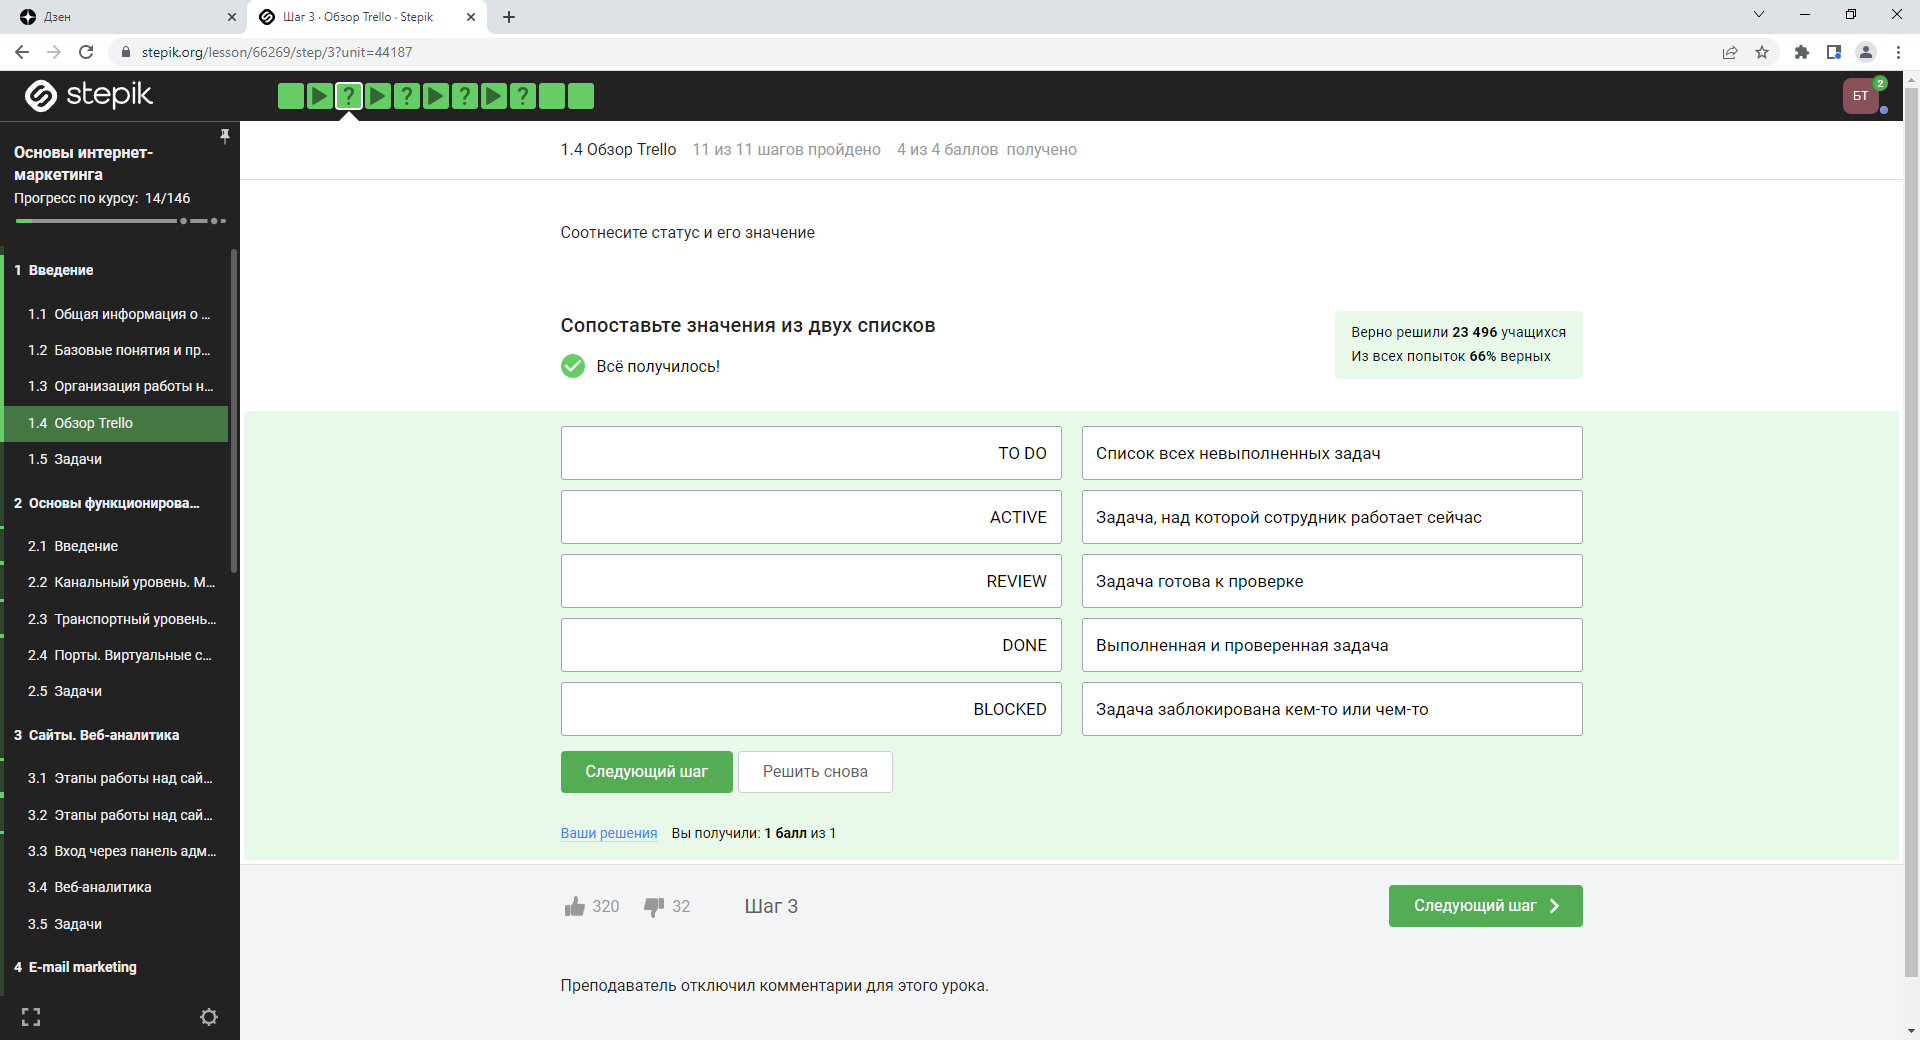 Дзен
Шаг 3 · Обзор Trello · Stepik
stepik.org/lesson/66269/step/3?unit=44187
stepik
? ? ? ?
БТ
2
Основы интернет-
маркетинга
Прогресс по курсу: 14/146
1 Введение
1.1 Общая информация о ...
1.2 Базовые понятия и пр...
1.3 Организация работы н...
1.4 Обзор Trello
1.5 Задачи
2 Основы функционирова...
2.1 Введение
2.2 Канальный уровень. М...
2.3 Транспортный уровень...
2.4 Порты. Виртуальные с...
2.5 Задачи
3 Сайты. Веб-аналитика
3.1 Этапы работы над сай...
3.2 Этапы работы над сай...
3.3 Вход через панель адм...
3.4 Веб-аналитика
3.5 Задачи
4 E-mail marketing
1.4 Обзор Trello 11 из 11 шагов пройдено 4 из 4 баллов получено
Соотнесите статус и его значение
Сопоставьте значения из двух списков
Всё получилось!
Верно решили 23 496 учащихся
Из всех попыток 66% верных
TO DO Список всех невыполненных задач
ACTIVE Задача, над которой сотрудник работает сейчас
REVIEW Задача готова к проверке
DONE Выполненная и проверенная задача
BLOCKED Задача заблокирована кем-то или чем-то
Следующий шаг Решить снова
Ваши решения Вы получили: 1 балл из 1
320 32 Шаг 3 Следующий шаг
Преподаватель отключил комментарии для этого урока.